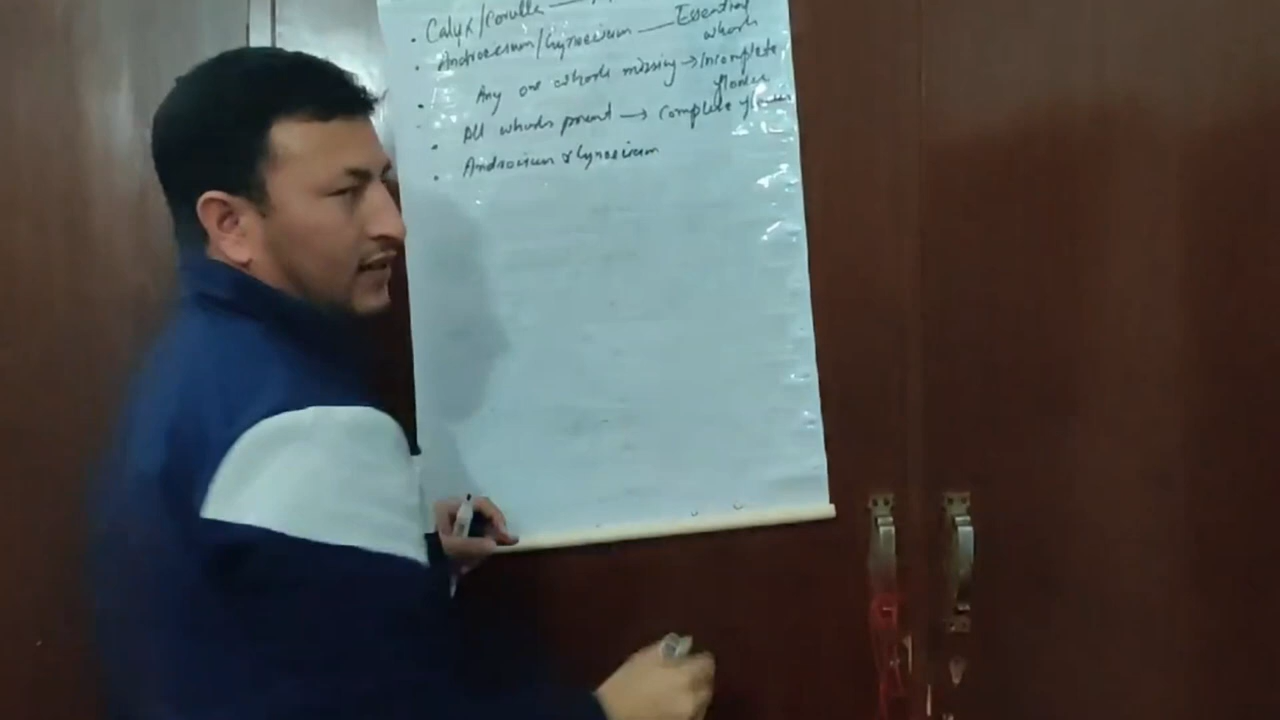 . Calyx/Corolla —
. Androecium/Gynoecium — Essential
whorls
. Any one whorls missing → Incomplete
flower
. All whorls present → Complete flower
. Androecium & Gynoecium